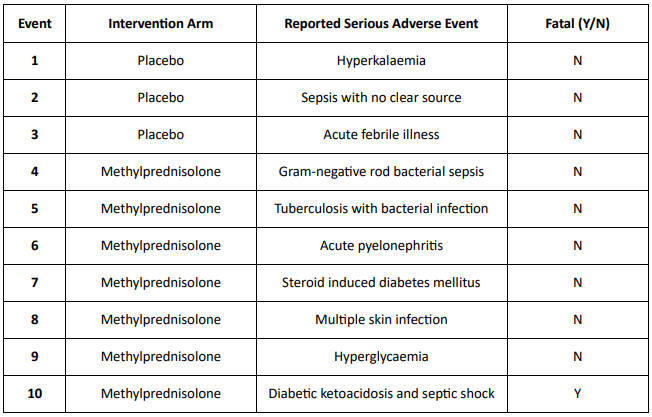 Event Intervention Arm Reported Serious Adverse Event Fatal (Y/N)
1 Placebo Hyperkalaemia N
2 Placebo Sepsis with no clear source N
3 Placebo Acute febrile illness N
4 Methylprednisolone Gram-negative rod bacterial sepsis N
5 Methylprednisolone Tuberculosis with bacterial infection N
6 Methylprednisolone Acute pyelonephritis N
7 Methylprednisolone Steroid induced diabetes mellitus N
8 Methylprednisolone Multiple skin infection N
9 Methylprednisolone Hyperglycaemia N
10 Methylprednisolone Diabetic ketoacidosis and septic shock Y